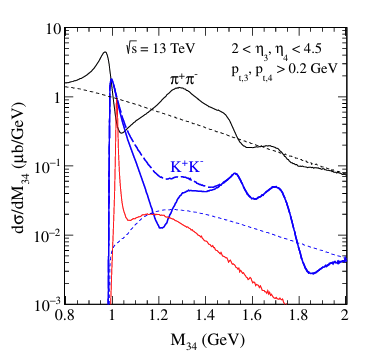 10
1
10⁻¹
10⁻²
10⁻³
dσ/dM₃₄ (μb/GeV)
√s = 13 TeV
2 < η₃, η₄ < 4.5
pₜ,₃, pₜ,₄ > 0.2 GeV
π⁺π⁻
K⁺K⁻
0.8 1 1.2 1.4 1.6 1.8 2
M₃₄ (GeV)